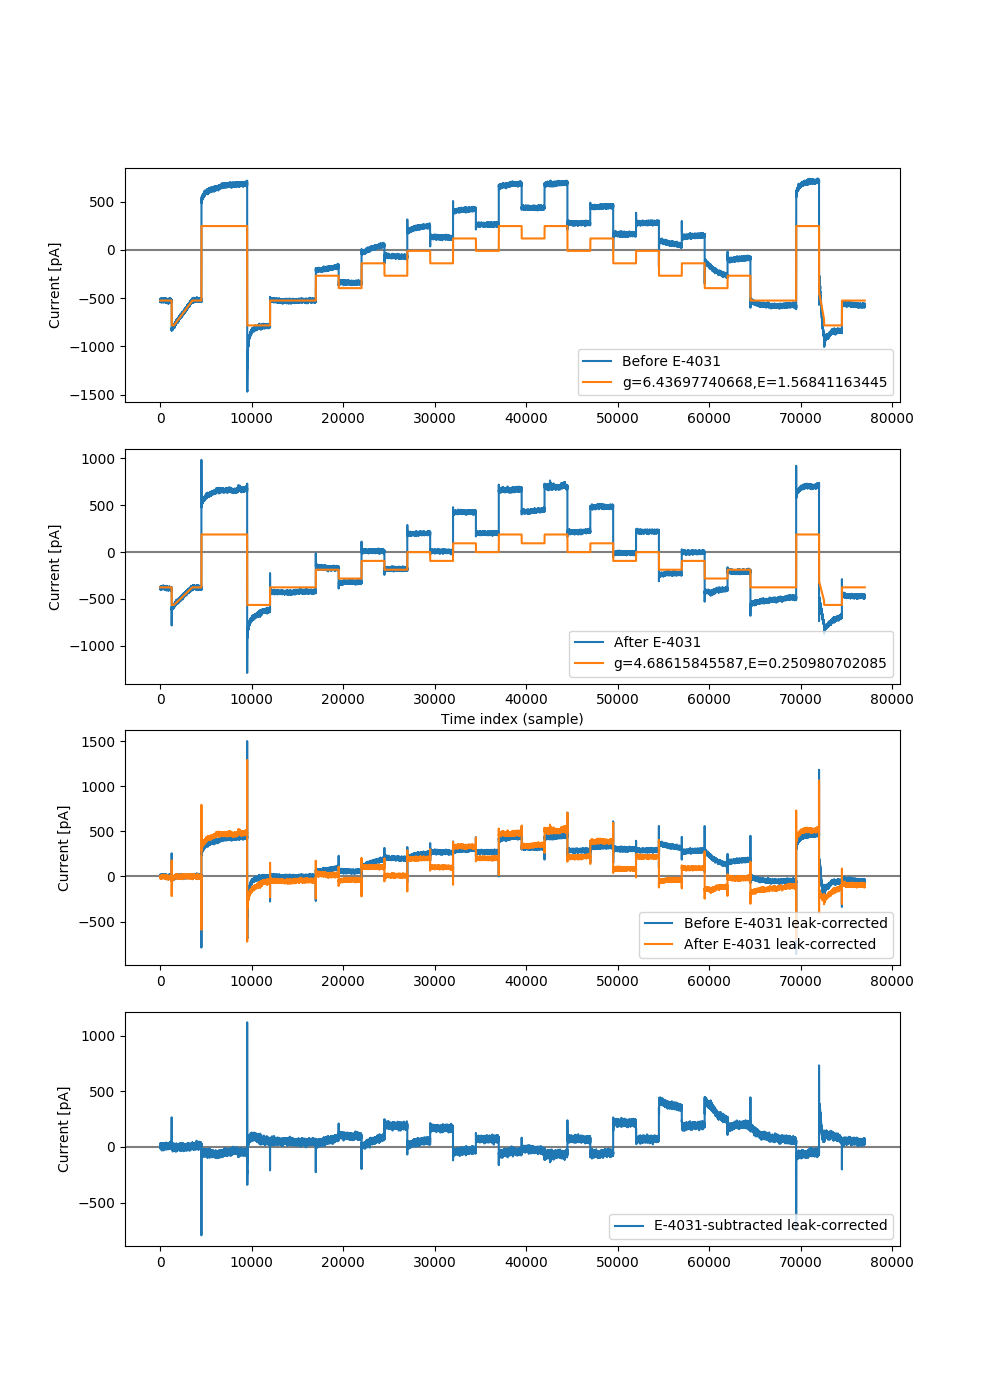 500
0
−500
−1000
−1500
Current [pA]
Before E-4031
g=6.43697740668,E=1.56841163445
0 10000 20000 30000 40000 50000 60000 70000 80000
1000
500
0
−500
−1000
Current [pA]
After E-4031
g=4.68615845587,E=0.250980702085
0 10000 20000 30000 40000 50000 60000 70000 80000
Time index (sample)
1500
1000
500
0
−500
Current [pA]
Before E-4031 leak-corrected
After E-4031 leak-corrected
0 10000 20000 30000 40000 50000 60000 70000 80000
1000
500
0
−500
Current [pA]
E-4031-subtracted leak-corrected
0 10000 20000 30000 40000 50000 60000 70000 80000